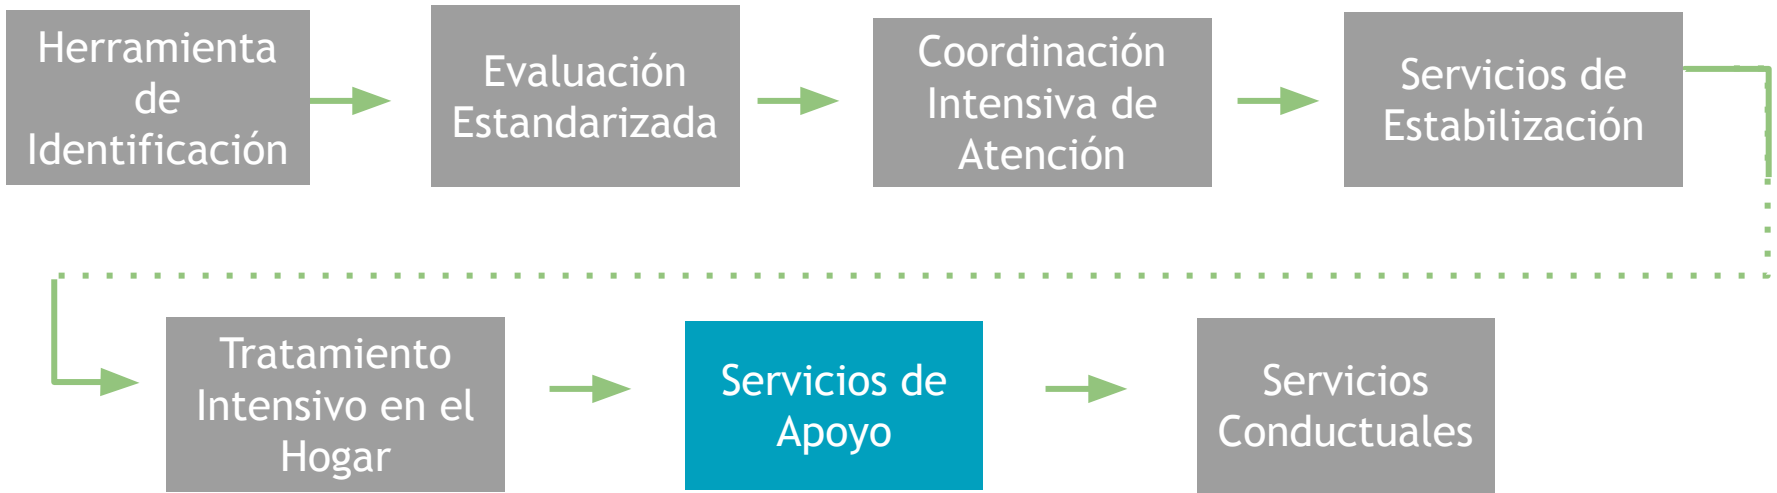 Herramienta
de
Identificación
Evaluación
Estandarizada
Coordinación
Intensiva de
Atención
Servicios de
Estabilización
Tratamiento
Intensivo en el
Hogar
Servicios de
Apoyo
Servicios
Conductuales